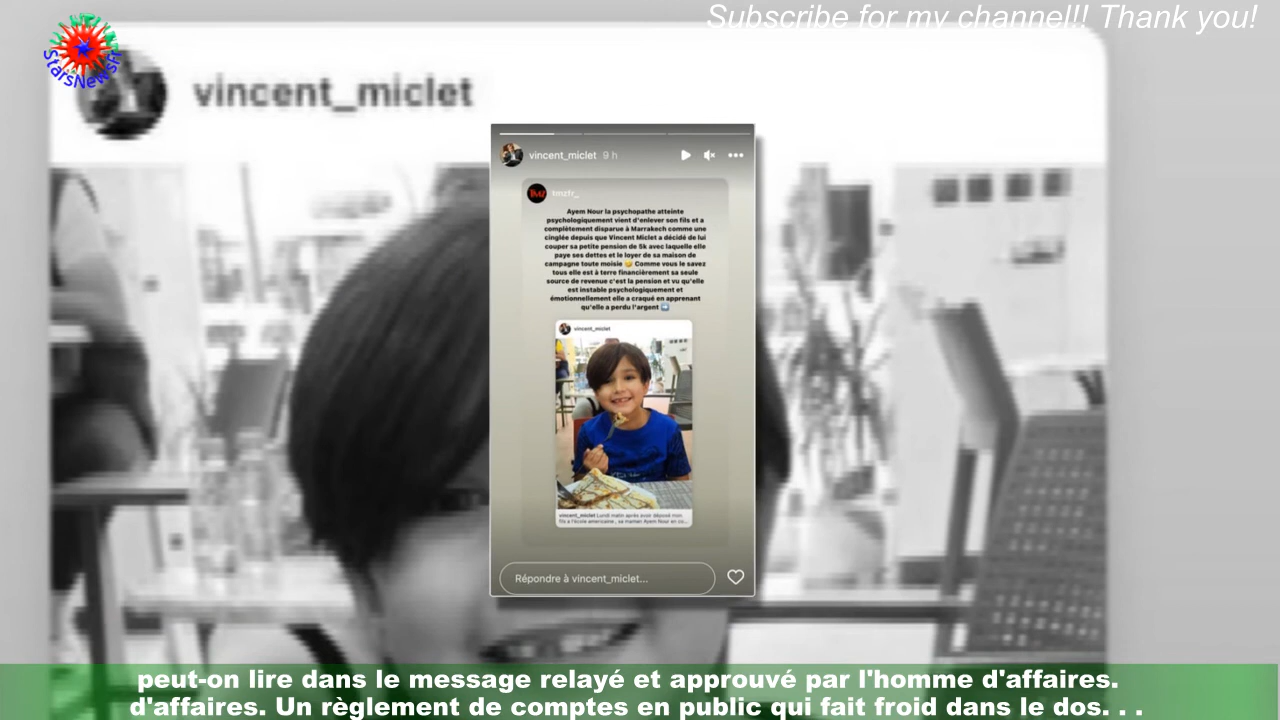 Subscribe for my channel!! Thank you!
StarsNewsFr
vincent_miclet
vincent_miclet 9 h
TMZ tmzfr_
Ayem Nour la psychopathe atteinte
psychologiquement vient d'enlever son fils et a
complètement disparue à Marrakech comme une
cinglée depuis que Vincent Miclet a décidé de lui
couper sa petite pension de 5k avec laquelle elle
paye ses dettes et le loyer de sa maison de
campagne toute moisie 😏 Comme vous le savez
tous elle est à terre financièrement sa seule
source de revenue c'est la pension et vu qu'elle
est instable psychologiquement et
émotionnellement elle a craqué en apprenant
qu'elle a perdu l'argent ➡️
vincent_miclet
vincent_miclet Lundi matin après avoir déposé mon
fils a l'école americaine , sa maman Ayem Nour en co...
Répondre à vincent_miclet...
peut-on lire dans le message relayé et approuvé par l'homme d'affaires.
d'affaires. Un règlement de comptes en public qui fait froid dans le dos. . .